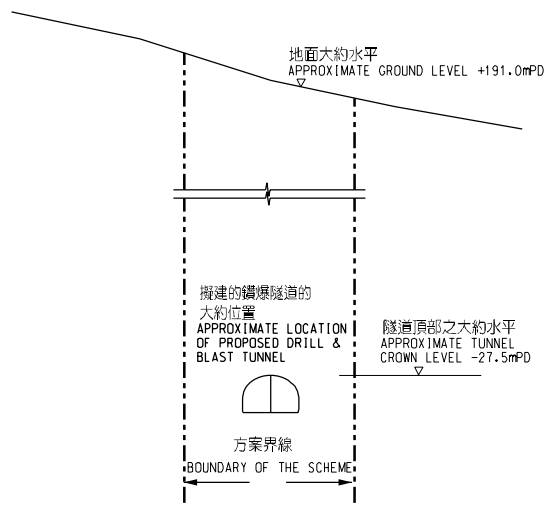 地面大約水平
APPROXIMATE GROUND LEVEL +191.0mPD
擬建的鑽爆隧道的
大約位置
APPROXIMATE LOCATION
OF PROPOSED DRILL &
BLAST TUNNEL
隧道頂部之大約水平
APPROXIMATE TUNNEL
CROWN LEVEL -27.5mPD
方案界線
BOUNDARY OF THE SCHEME